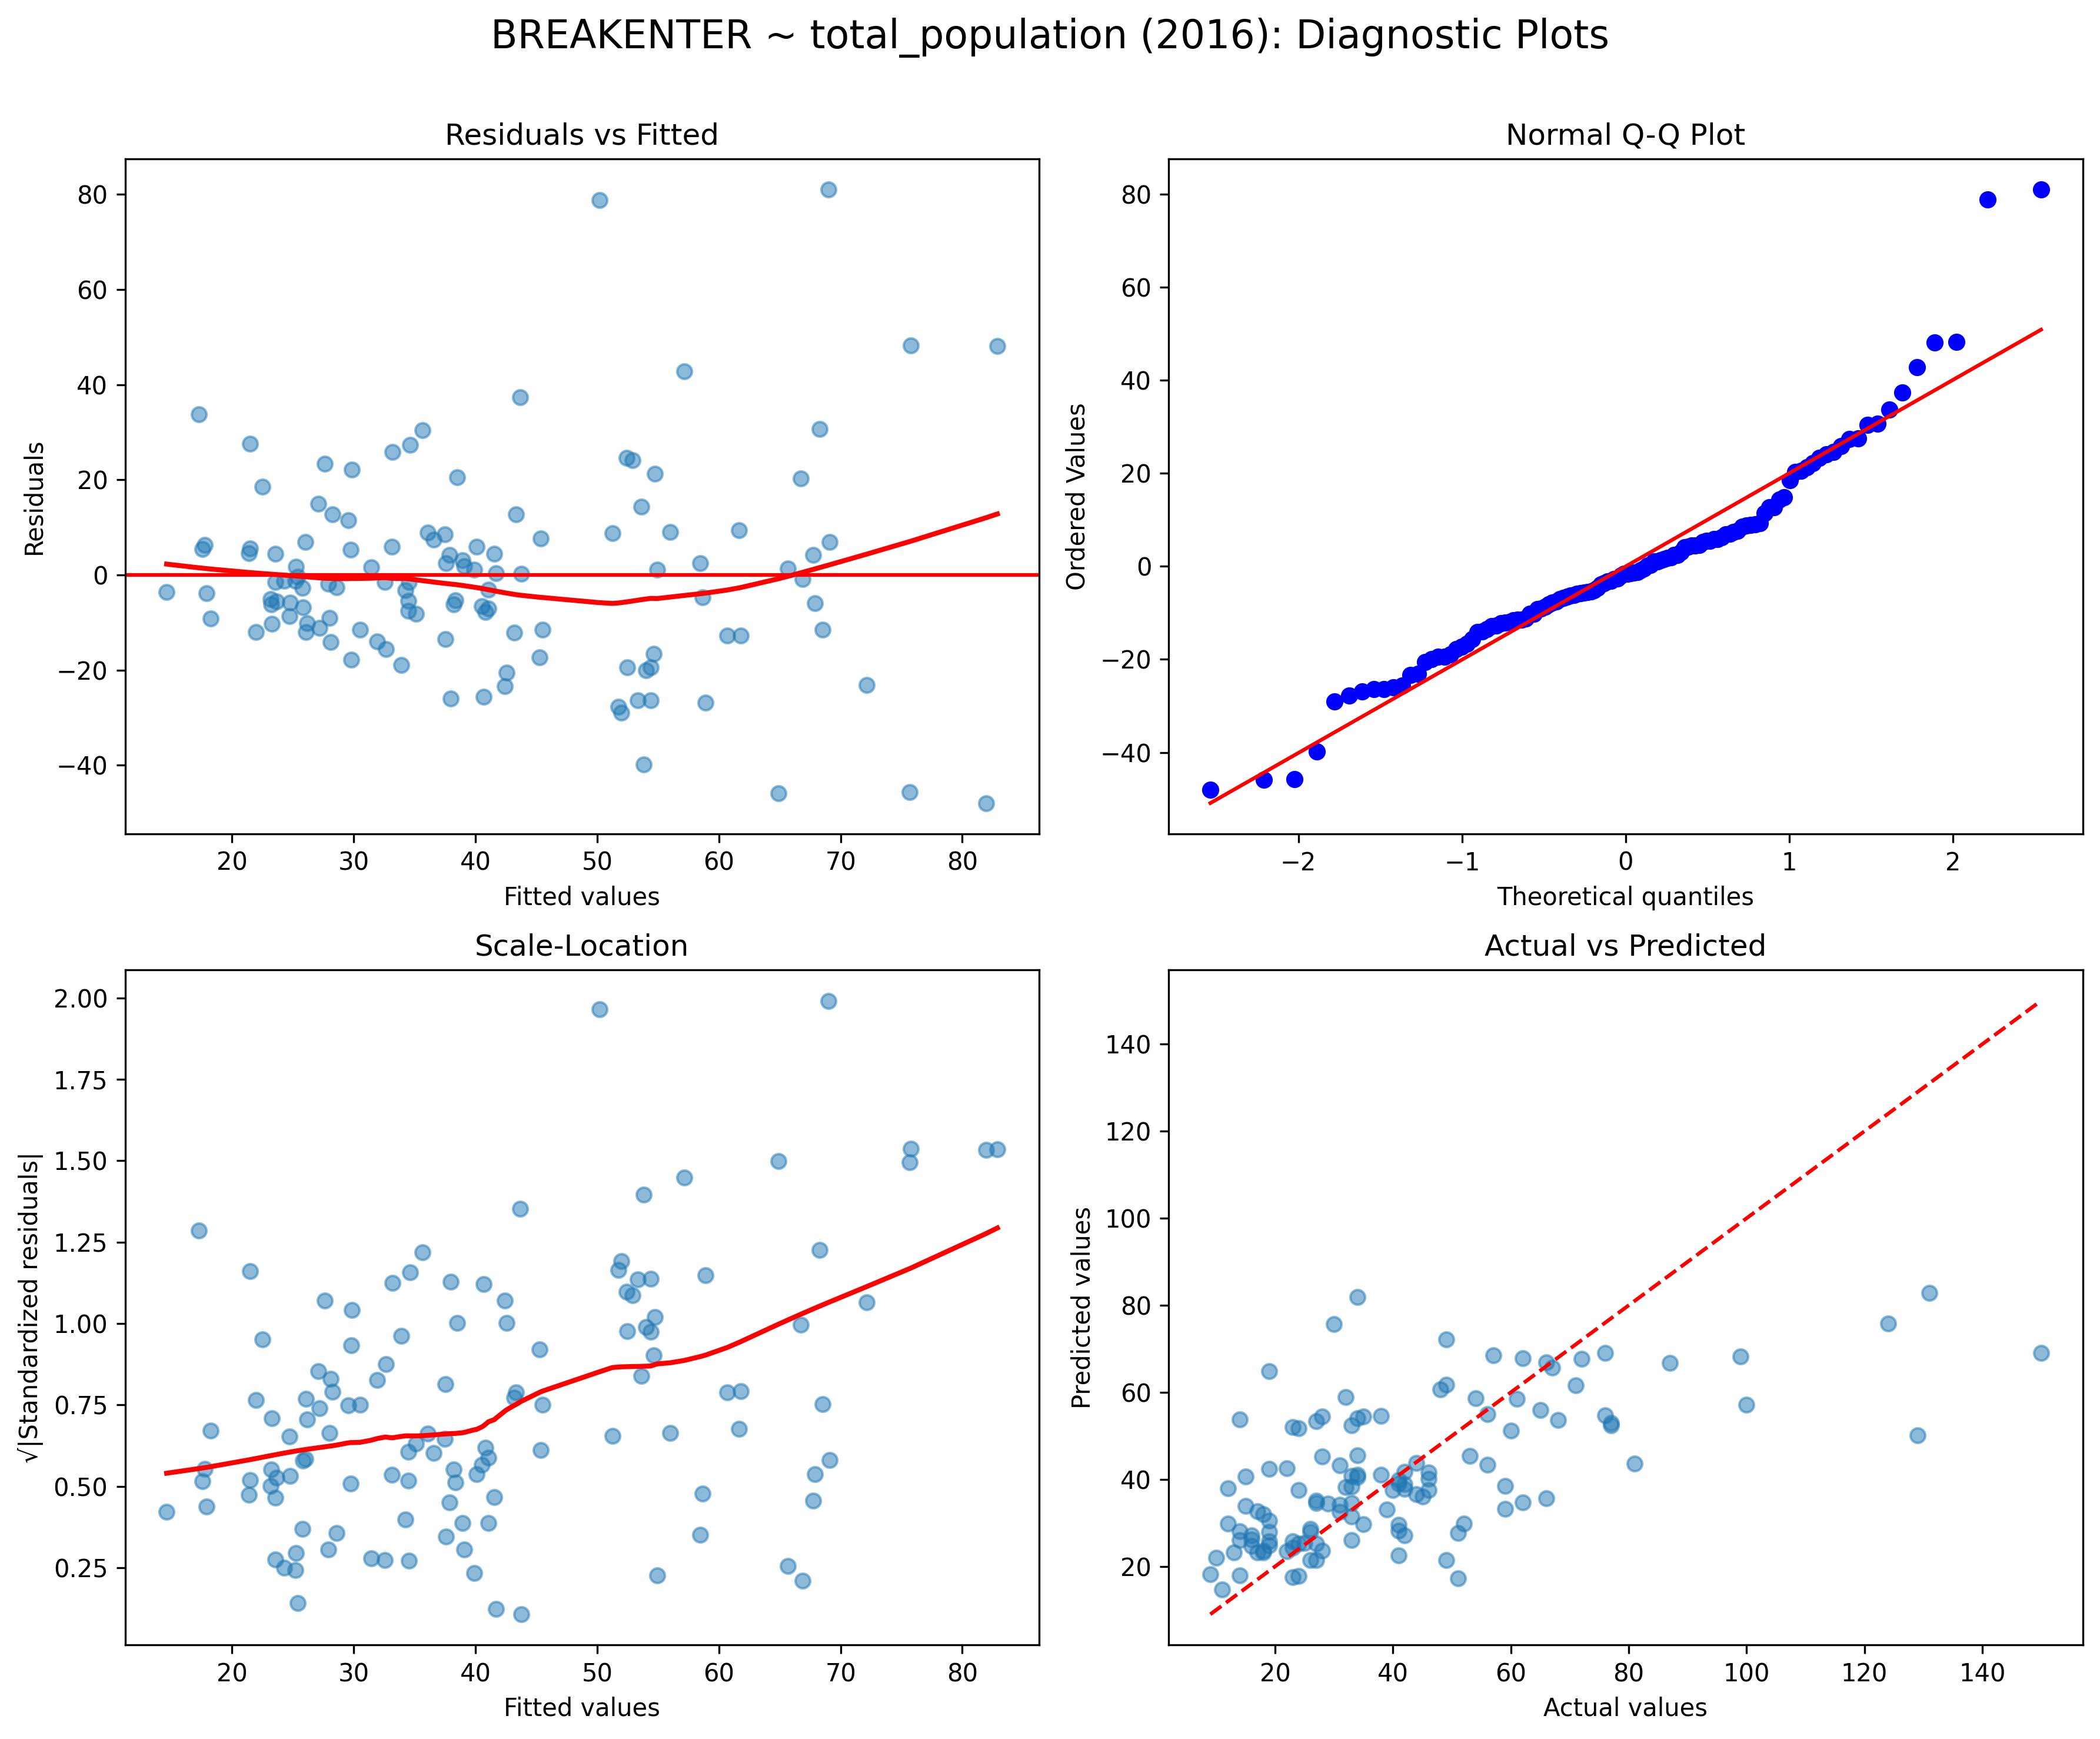 BREAKENTER ~ total_population (2016): Diagnostic Plots
Residuals vs Fitted
Residuals
80
60
40
20
0
−20
−40
20 30 40 50 60 70 80
Fitted values
Normal Q-Q Plot
Ordered Values
80
60
40
20
0
−20
−40
−2 −1 0 1 2
Theoretical quantiles
Scale-Location
√|Standardized residuals|
2.00
1.75
1.50
1.25
1.00
0.75
0.50
0.25
20 30 40 50 60 70 80
Fitted values
Actual vs Predicted
Predicted values
140
120
100
80
60
40
20
20 40 60 80 100 120 140
Actual values